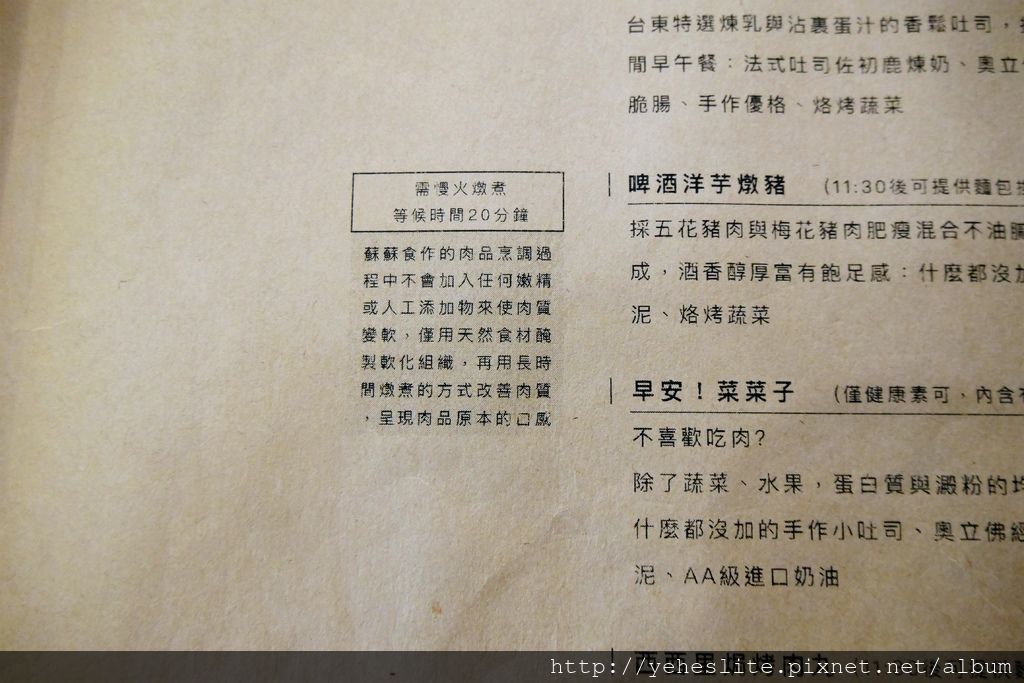 需慢火燉煮
等候時間20分鐘
蘇蘇食作的肉品烹調過
程中不會加入任何嫩精
或人工添加物來使肉質
變軟，僅用天然食材醃
製軟化組織，再用長時
間燉煮的方式改善肉質
，呈現肉品原本的口感
台東特選煉乳與沾裹蛋汁的香鬆吐司，
閒早午餐：法式吐司佐初鹿煉奶、奧立
脆腸、手作優格、烙烤蔬菜
啤酒洋芋燉豬 (11:30後可提供麵包
採五花豬肉與梅花豬肉肥瘦混合不油膩
成，酒香醇厚富有飽足感：什麼都沒加
泥、烙烤蔬菜
早安！菜菜子 (僅健康素可，內含
不喜歡吃肉?
除了蔬菜、水果，蛋白質與澱粉的均
什麼都沒加的手作小吐司、奧立佛經
泥、AA級進口奶油
http://yeheslite.pixnet.net/album